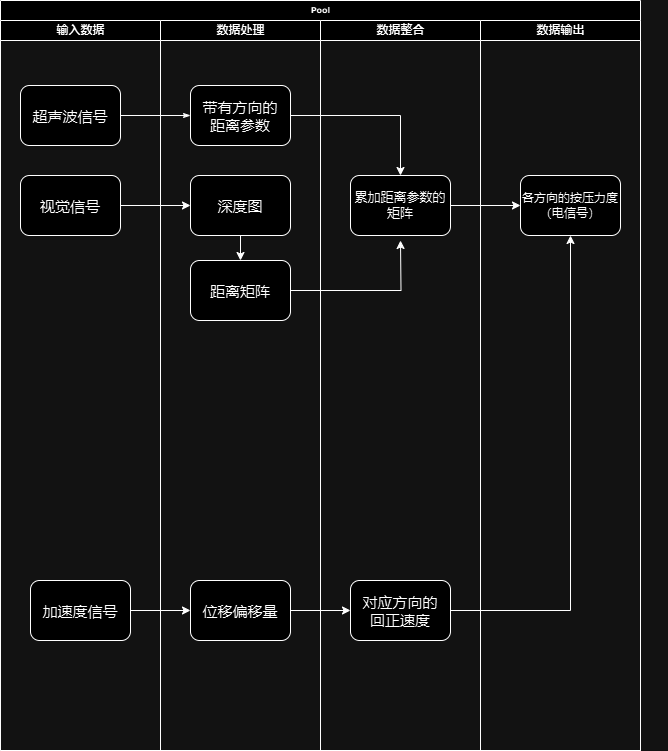 Pool
输入数据
数据处理
数据整合
数据输出
超声波信号
带有方向的
距离参数
视觉信号
深度图
累加距离参数的
矩阵
各方向的按压力度
（电信号）
距离矩阵
加速度信号
位移偏移量
对应方向的
回正速度